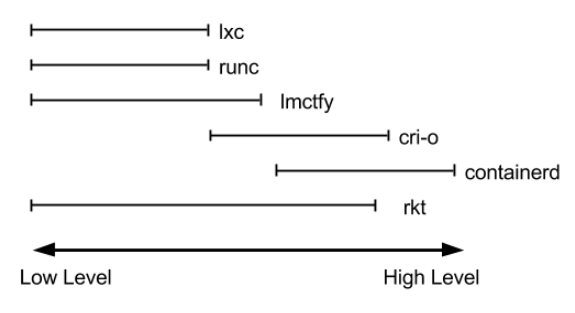 lxc
runc
lmctfy
cri-o
containerd
rkt
Low Level
High Level